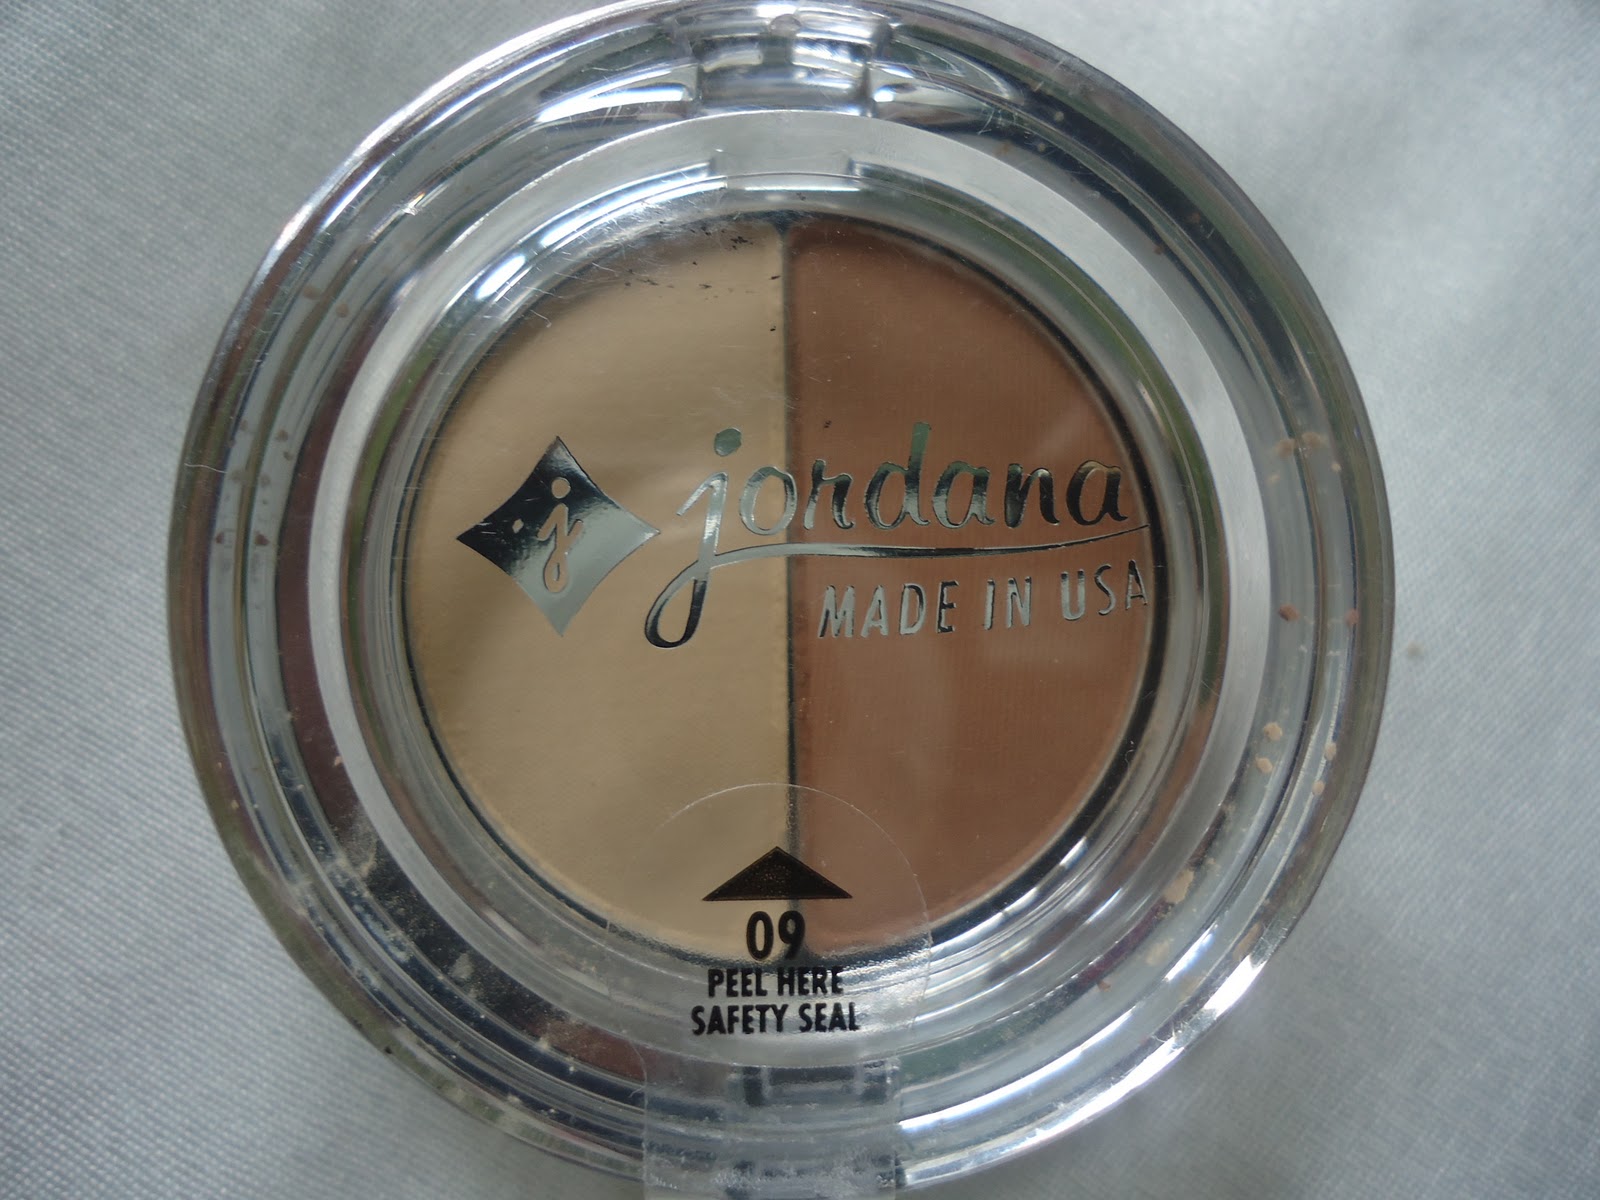 j
jordana
MADE IN USA
09
PEEL HERE
SAFETY SEAL